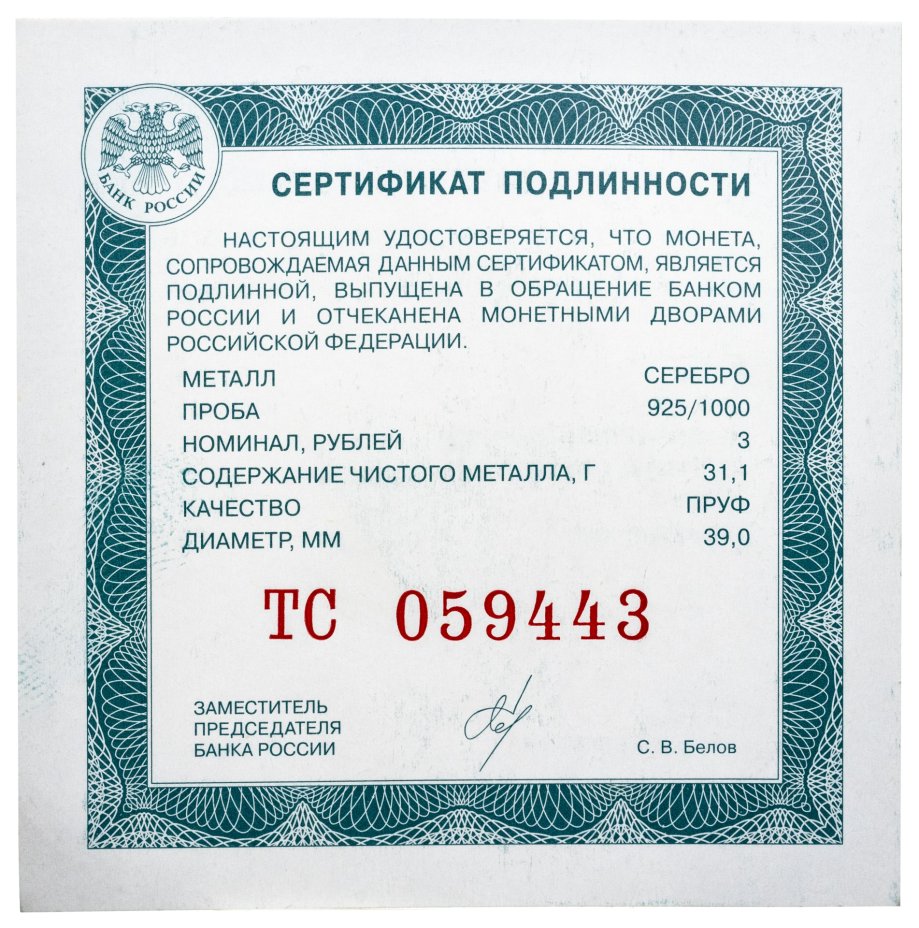 БАНК РОССИИ
СЕРТИФИКАТ ПОДЛИННОСТИ
НАСТОЯЩИМ УДОСТОВЕРЯЕТСЯ, ЧТО МОНЕТА,
СОПРОВОЖДАЕМАЯ ДАННЫМ СЕРТИФИКАТОМ, ЯВЛЯЕТСЯ
ПОДЛИННОЙ, ВЫПУЩЕНА В ОБРАЩЕНИЕ БАНКОМ
РОССИИ И ОТЧЕКАНЕНА МОНЕТНЫМИ ДВОРАМИ
РОССИЙСКОЙ ФЕДЕРАЦИИ.
МЕТАЛЛ СЕРЕБРО
ПРОБА 925/1000
НОМИНАЛ, РУБЛЕЙ 3
СОДЕРЖАНИЕ ЧИСТОГО МЕТАЛЛА, Г 31,1
КАЧЕСТВО ПРУФ
ДИАМЕТР, ММ 39,0
ТС 059443
ЗАМЕСТИТЕЛЬ
ПРЕДСЕДАТЕЛЯ
БАНКА РОССИИ С. В. Белов